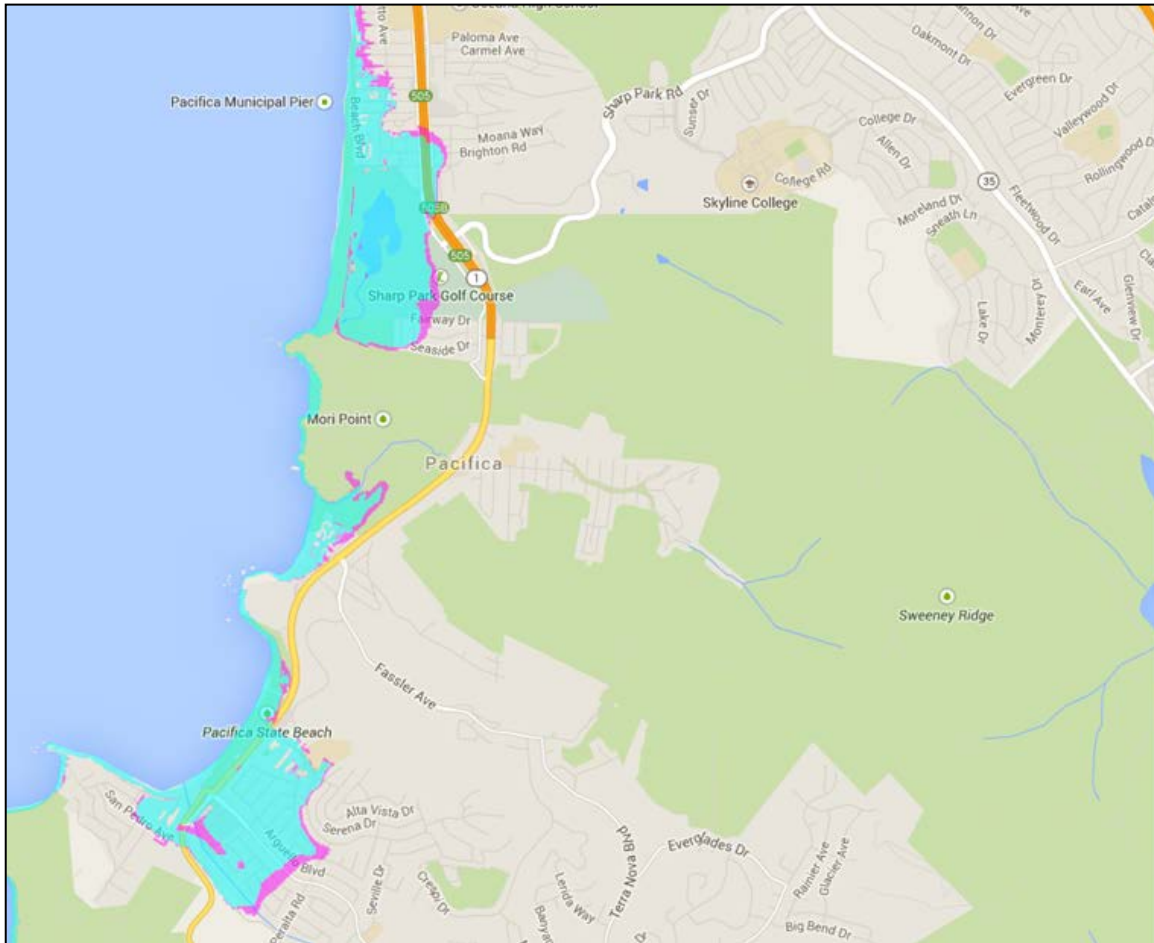 Paloma Ave
Carmel Ave
Oakmont Dr
Evergreen Dr
Valleywood Dr
505
Pacifica Municipal Pier
Beach Blvd
Sharp Park Rd
Sunset Dr
College Dr
Moana Way
Brighton Rd
Allen Dr
College Rd
35
Fleetwood Dr
Skyline College
Moreland Dr
Sneath Ln
505B
505
1
Sharp Park Golf Course
Fairway Dr
Seaside Dr
Lake Dr
Monterey Dr
Earl Ave
Glenview Dr
Mori Point
Pacifica
Sweeney Ridge
Fassler Ave
Pacifica State Beach
San Pedro Ave
Alta Vista Dr
Serena Dr
Arguello Blvd
Everglades Dr
Terra Nova Blvd
Rainier Ave
Glacier Ave
Seville Dr
Crespi Dr
Lerida Way
Peralta Rd
Big Bend Dr